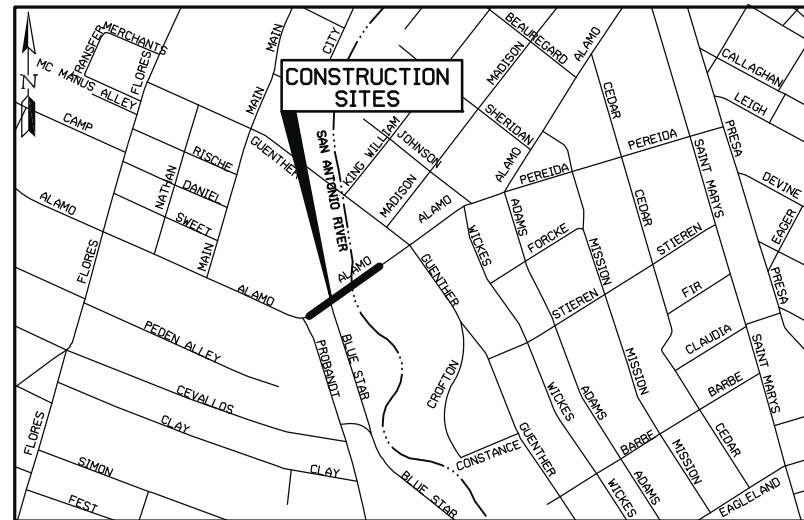 MERCHANTS
TRANSFER
MC MANUS ALLEY
FLORES
MAIN
MAIN
CITY
BEAUREGARD
MADISON
ALAMO
CALLAGHAN
LEIGH
N
CONSTRUCTION
SITES
CAMP
GUENTHER
SAN ANTONIO RIVER
KING WILLIAM
JOHNSON
SHERIDAN
CEDAR
PEREIDA
PRESA
RISCHE
NATHAN
DANIEL
SWEET
MAIN
MADISON
ALAMO
ALAMO
PEREIDA
SAINT MARYS
DEVINE
EAGER
ALAMO
FLORES
ALAMO
ALAMO
GUENTHER
WICKES
ADAMS
FORCKE
MISSION
CEDAR
STIEREN
STIEREN
FIR
PRESA
PEDEN ALLEY
PROBANDT
BLUE STAR
CROFTON
CLAUDIA
SAINT MARYS
CEVALLOS
CLAY
FLORES
WICKES
ADAMS
MISSION
BARBE
GUENTHER
BARBE
CEDAR
MISSION
SIMON
CLAY
CONSTANCE
BLUE STAR
WICKES
ADAMS
EAGLELAND
FEST